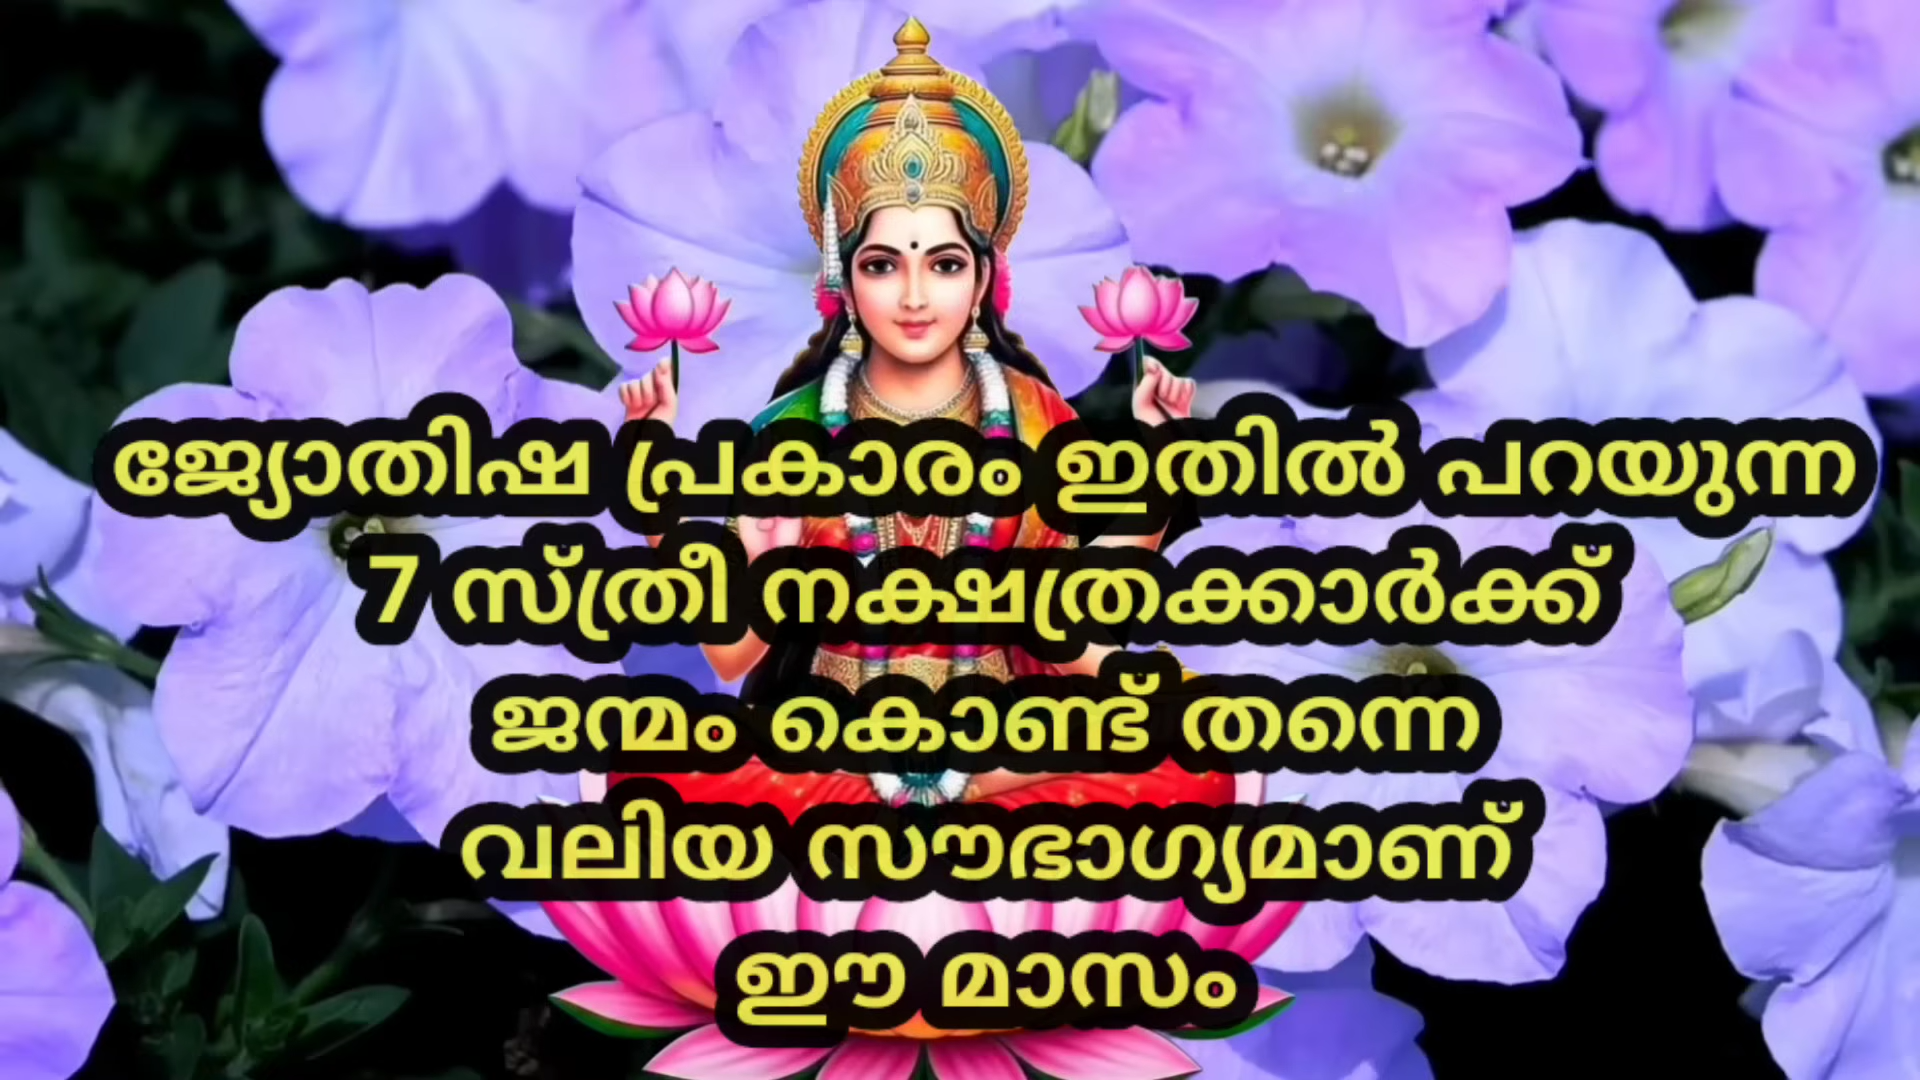 ജ്യോതിഷ പ്രകാരം ഇതിൽ പറയുന്ന
7 സ്ത്രീ നക്ഷത്രക്കാർക്ക്
ജന്മം കൊണ്ട് തന്നെ
വലിയ സൗഭാഗ്യമാണ്
ഈ മാസം